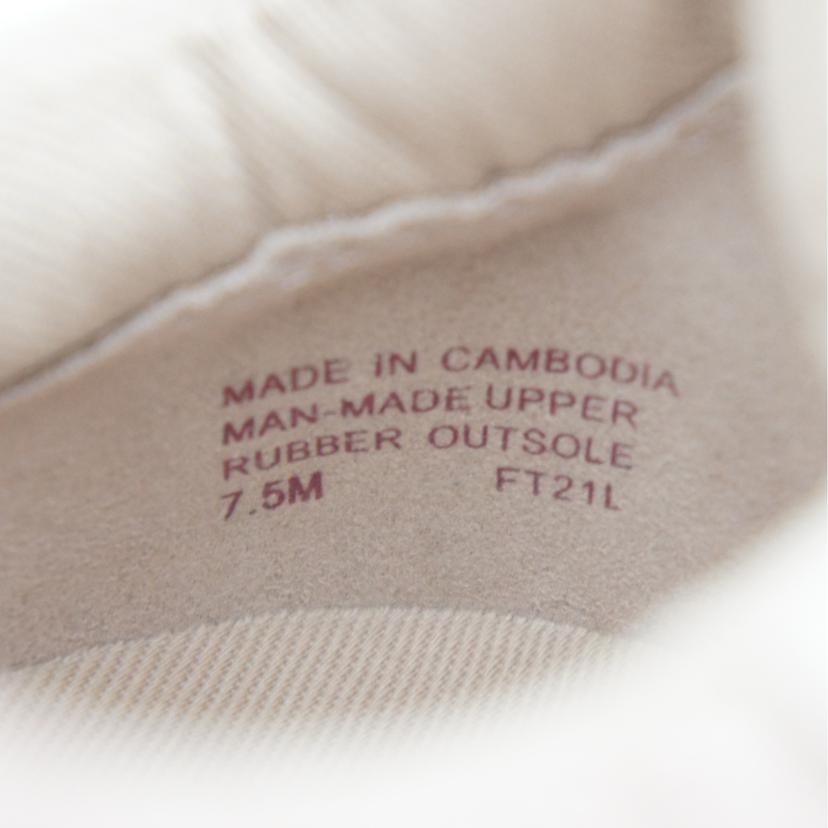 MADE IN CAMBODIA
MAN-MADE UPPER
RUBBER OUTSOLE
7.5M FT21L